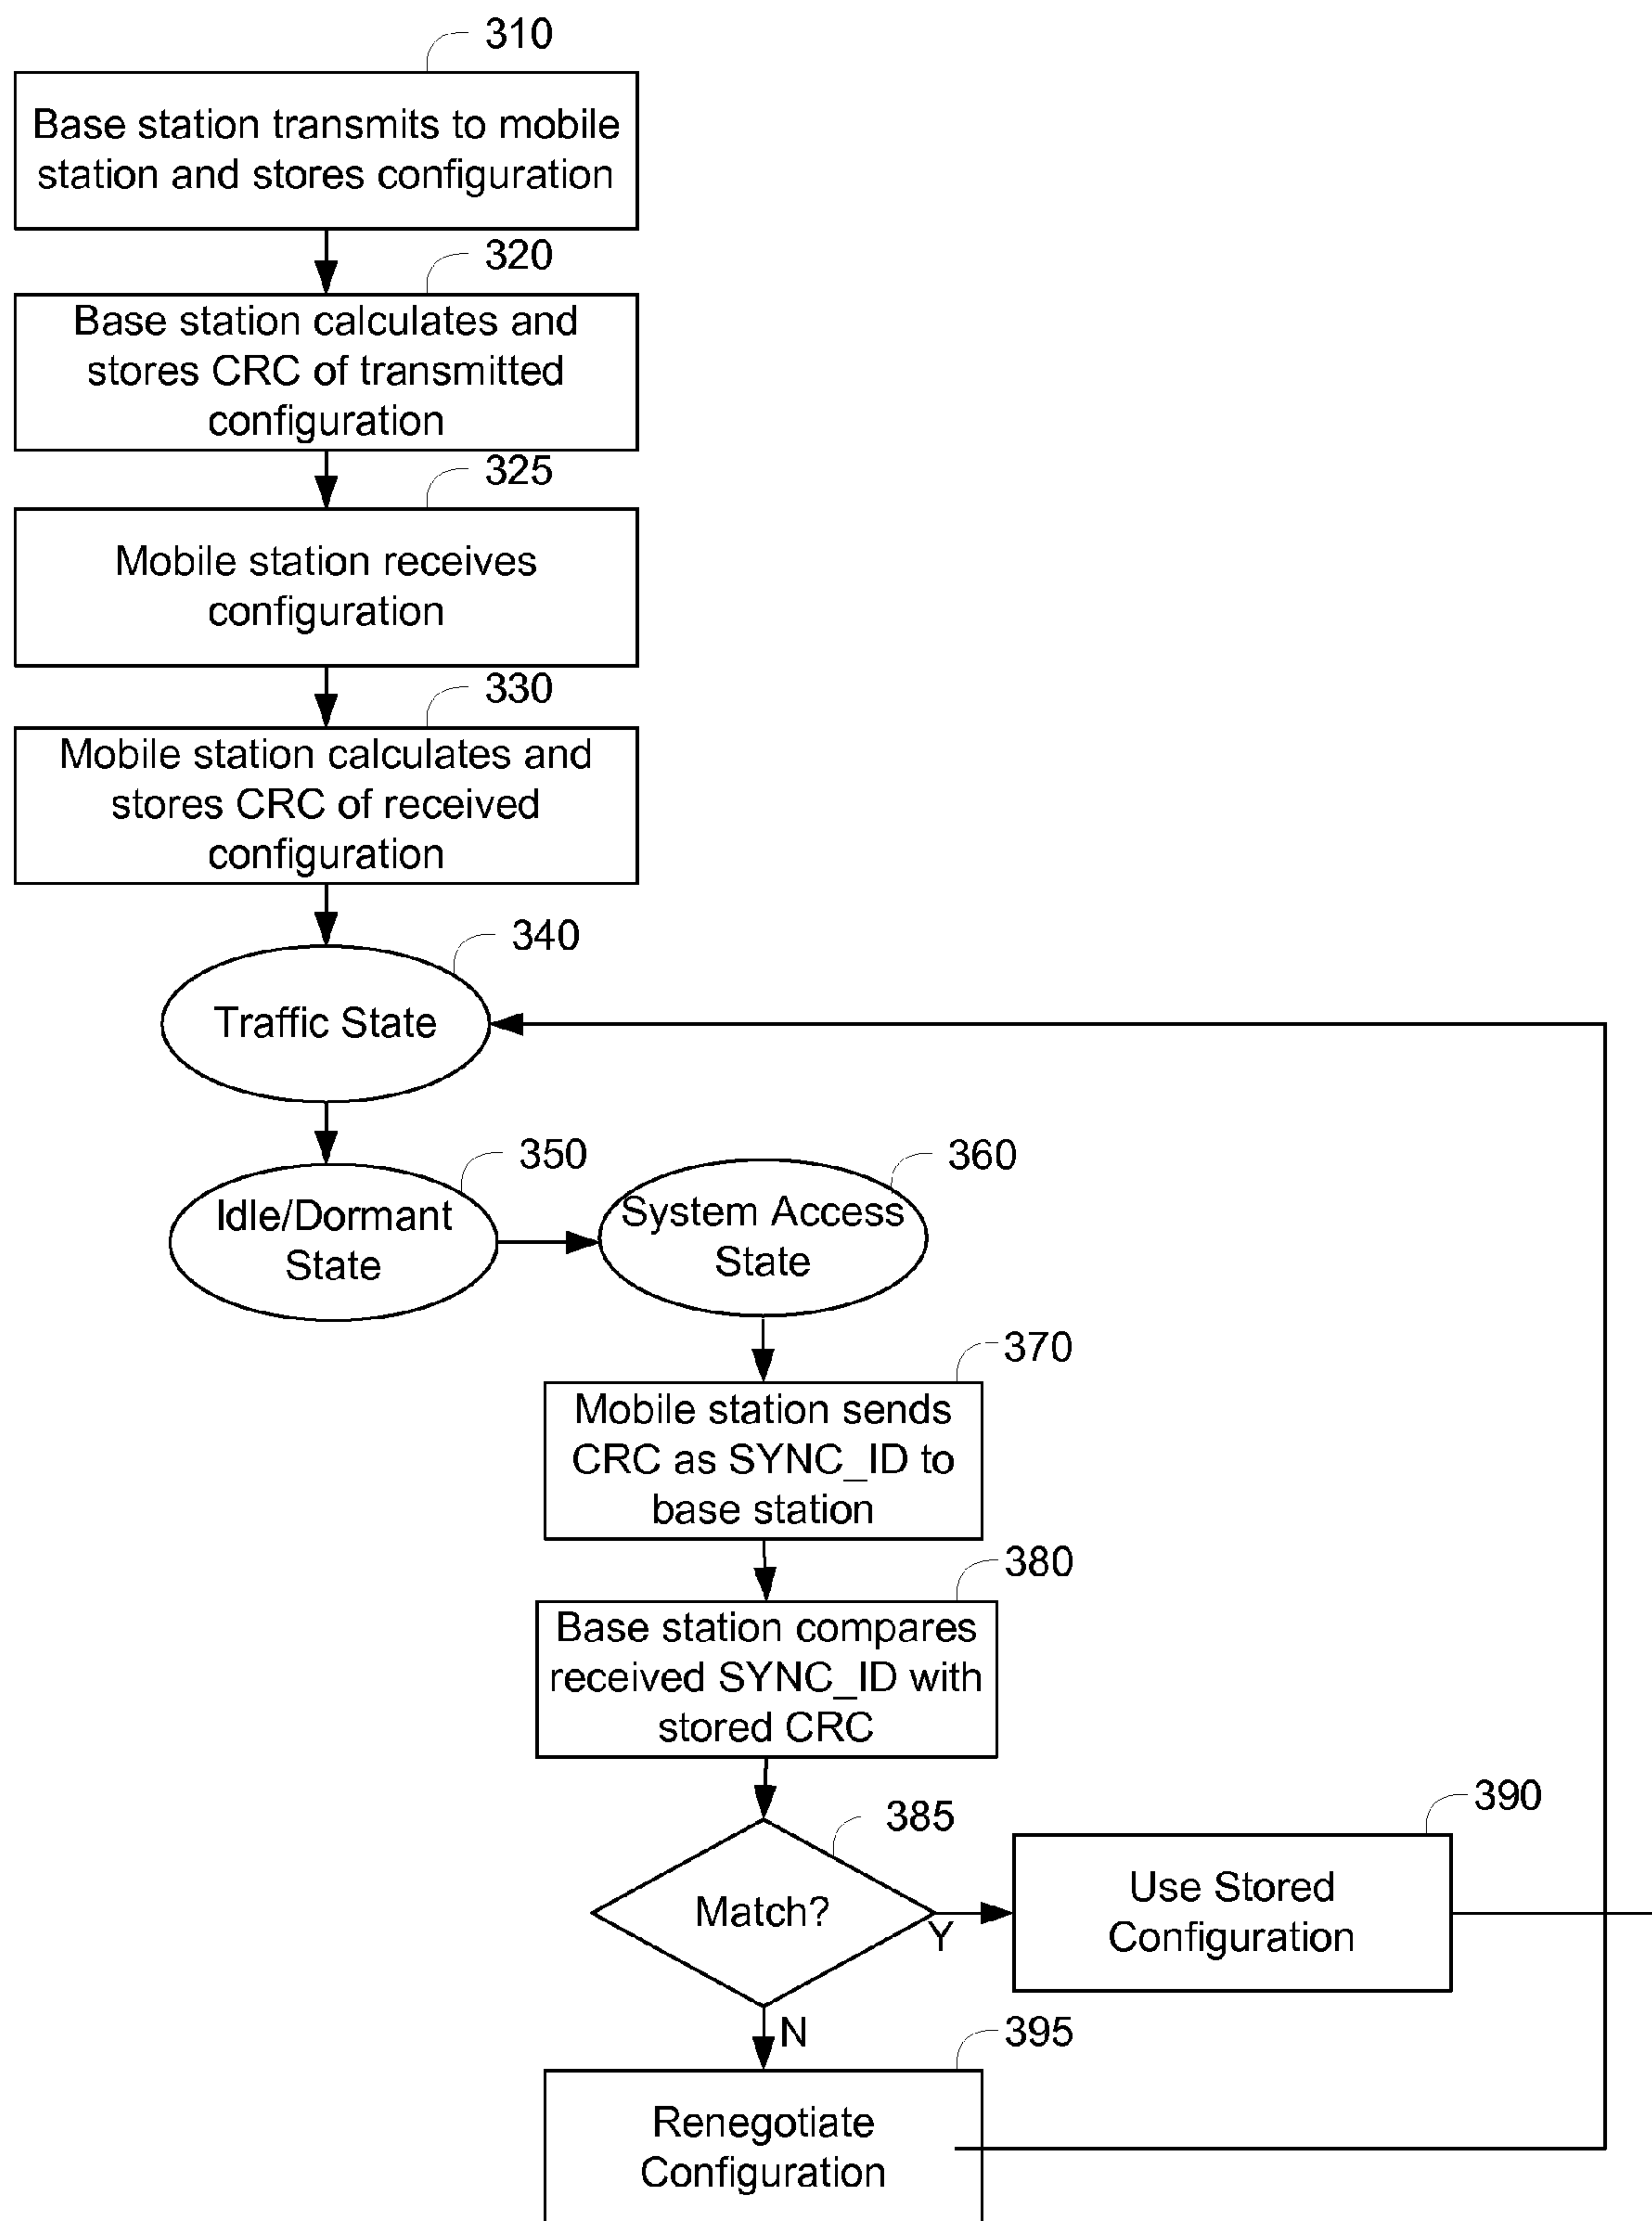 310
Base station transmits to mobile
station and stores configuration
320
Base station calculates and
stores CRC of transmitted
configuration
325
Mobile station receives
configuration
330
Mobile station calculates and
stores CRC of received
configuration
340
Traffic State
350
Idle/Dormant
State
360
System Access
State
370
Mobile station sends
CRC as SYNC_ID to
base station
380
Base station compares
received SYNC_ID with
stored CRC
385
Match?
Y
390
Use Stored
Configuration
N
395
Renegotiate
Configuration